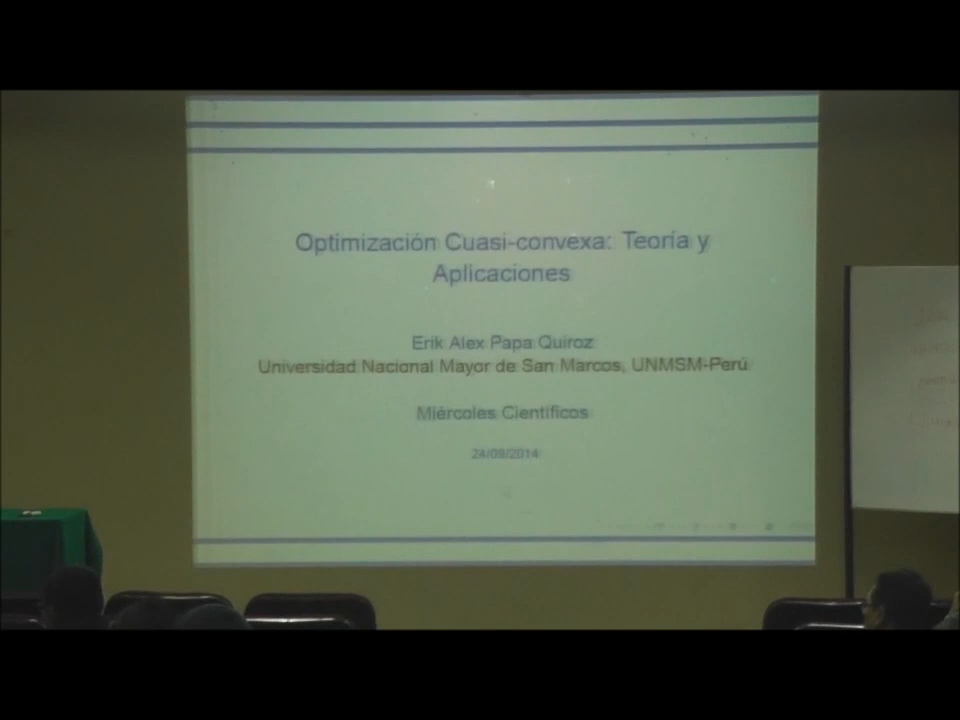 Optimización Cuasi-convexa: Teoría y
Aplicaciones
Erik Alex Papa Quiroz
Universidad Nacional Mayor de San Marcos, UNMSM-Perú
Miércoles Científicos
24/09/2014